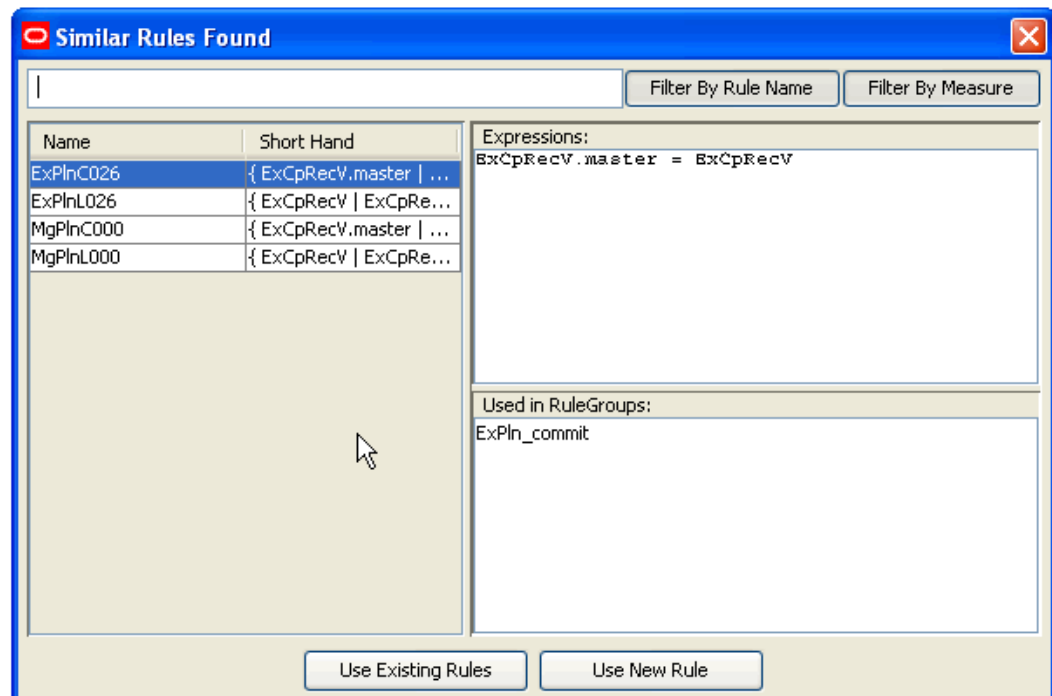 Similar Rules Found
Filter By Rule Name
Filter By Measure
Name
Short Hand
ExPlnC026
{ ExCpRecV.master | ...
ExPlnL026
{ ExCpRecV | ExCpRe...
MgPlnC000
{ ExCpRecV.master | ...
MgPlnL000
{ ExCpRecV | ExCpRe...
Expressions:
ExCpRecV.master = ExCpRecV
Used in RuleGroups:
ExPln_commit
Use Existing Rules
Use New Rule